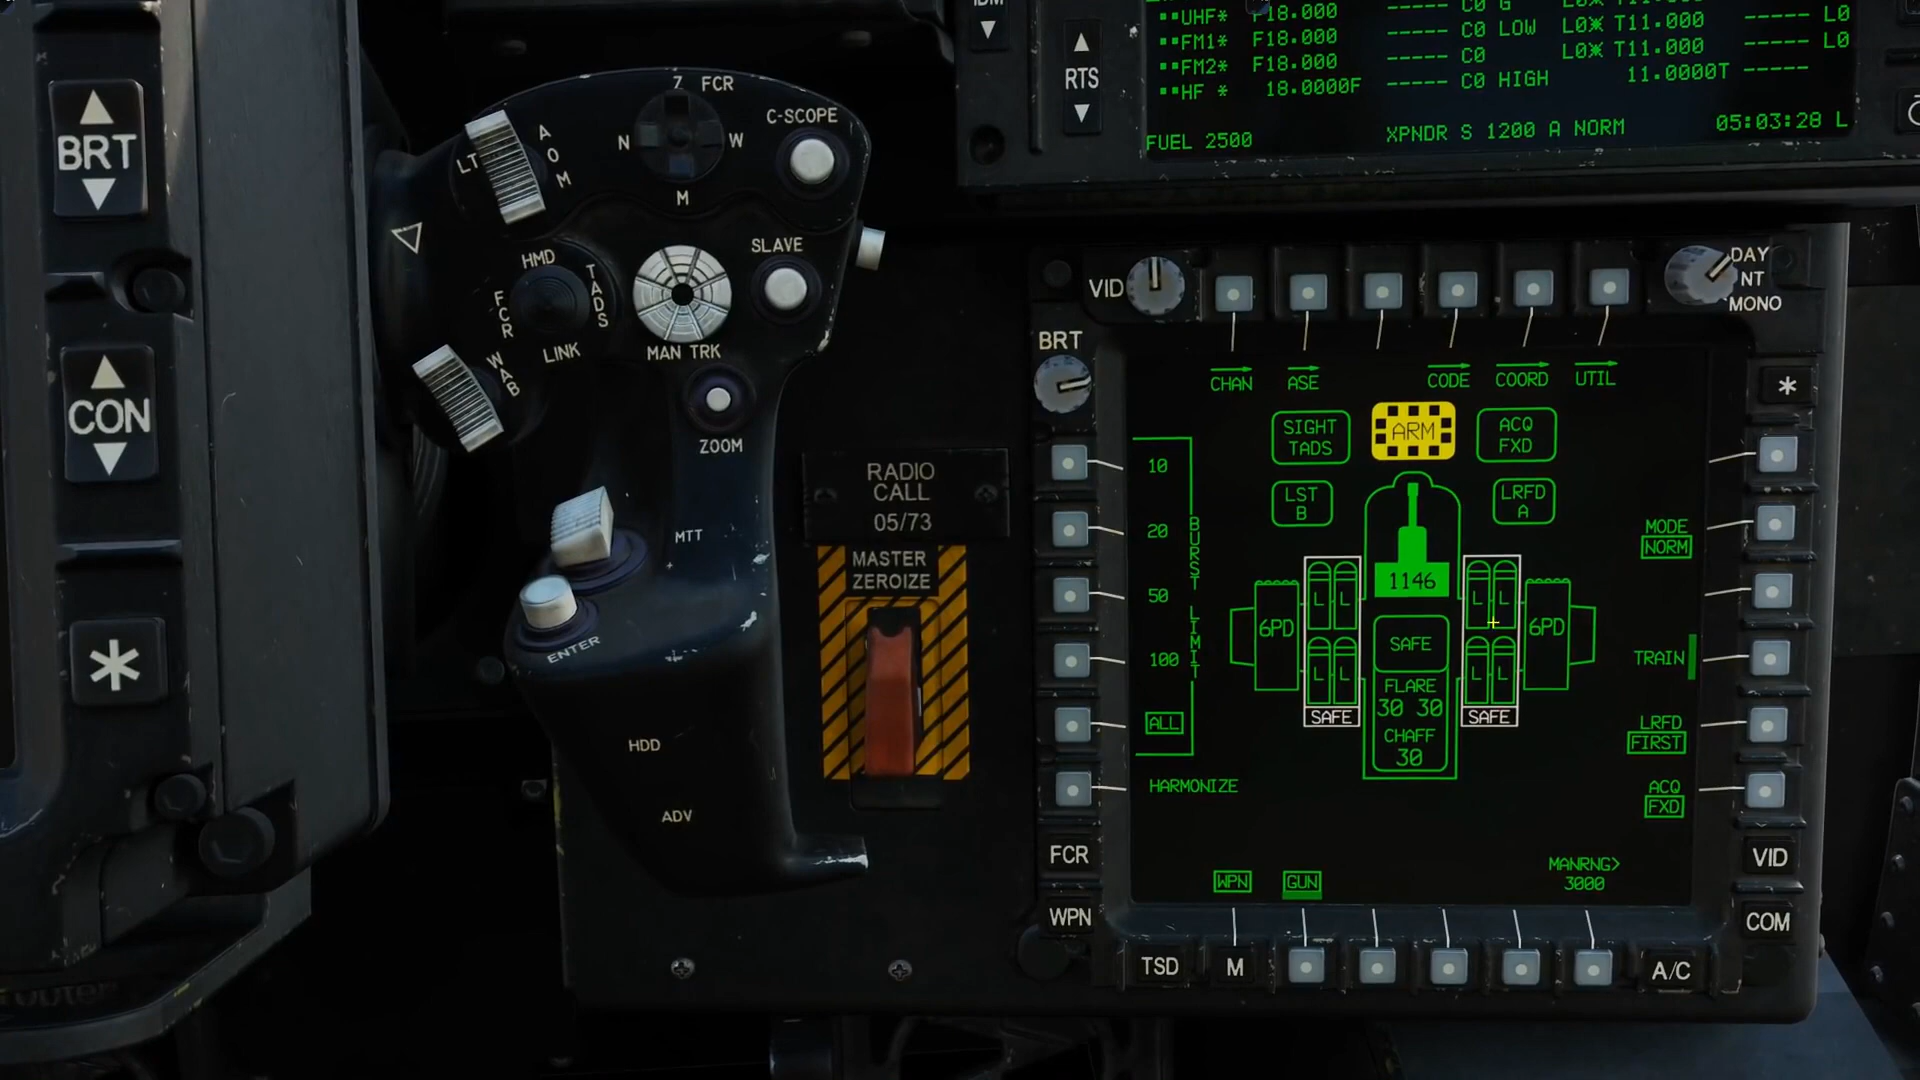 BRT
CON
*
Z FCR
C-SCOPE
LT
A
O
M
N
W
M
SLAVE
HMD
TADS
FCR
LINK
WAB
MAN TRK
ZOOM
MTT
ENTER
HDD
ADV
RADIO
CALL
05/73
MASTER
ZEROIZE
RTS
**UHF* F18.000 ----- C0 G
**FM1* F18.000 ----- C0 LOW L0* T11.000 ----- L0
**FM2* F18.000 ----- C0 L0* T11.000 ----- L0
**HF * 18.0000F ----- C0 HIGH 11.0000T -----
FUEL 2500 XPNDR S 1200 A NORM 05:03:28 L
VID
DAY
NT
MONO
BRT
*
CHAN ASE CODE COORD UTIL
SIGHT
TADS
ARM
ACQ
FXD
LST
B
LRFD
A
10
20
50
100
ALL
BURST LIMIT
HARMONIZE
1146
6PD
L L
L L
SAFE
SAFE
FLARE
30 30
CHAFF
30
L L
L L
SAFE
6PD
MODE
NORM
TRAIN
LRFD
FIRST
ACQ
FXD
MANRNG>
3000
WPN
GUN
FCR
WPN
VID
COM
TSD
M
A/C